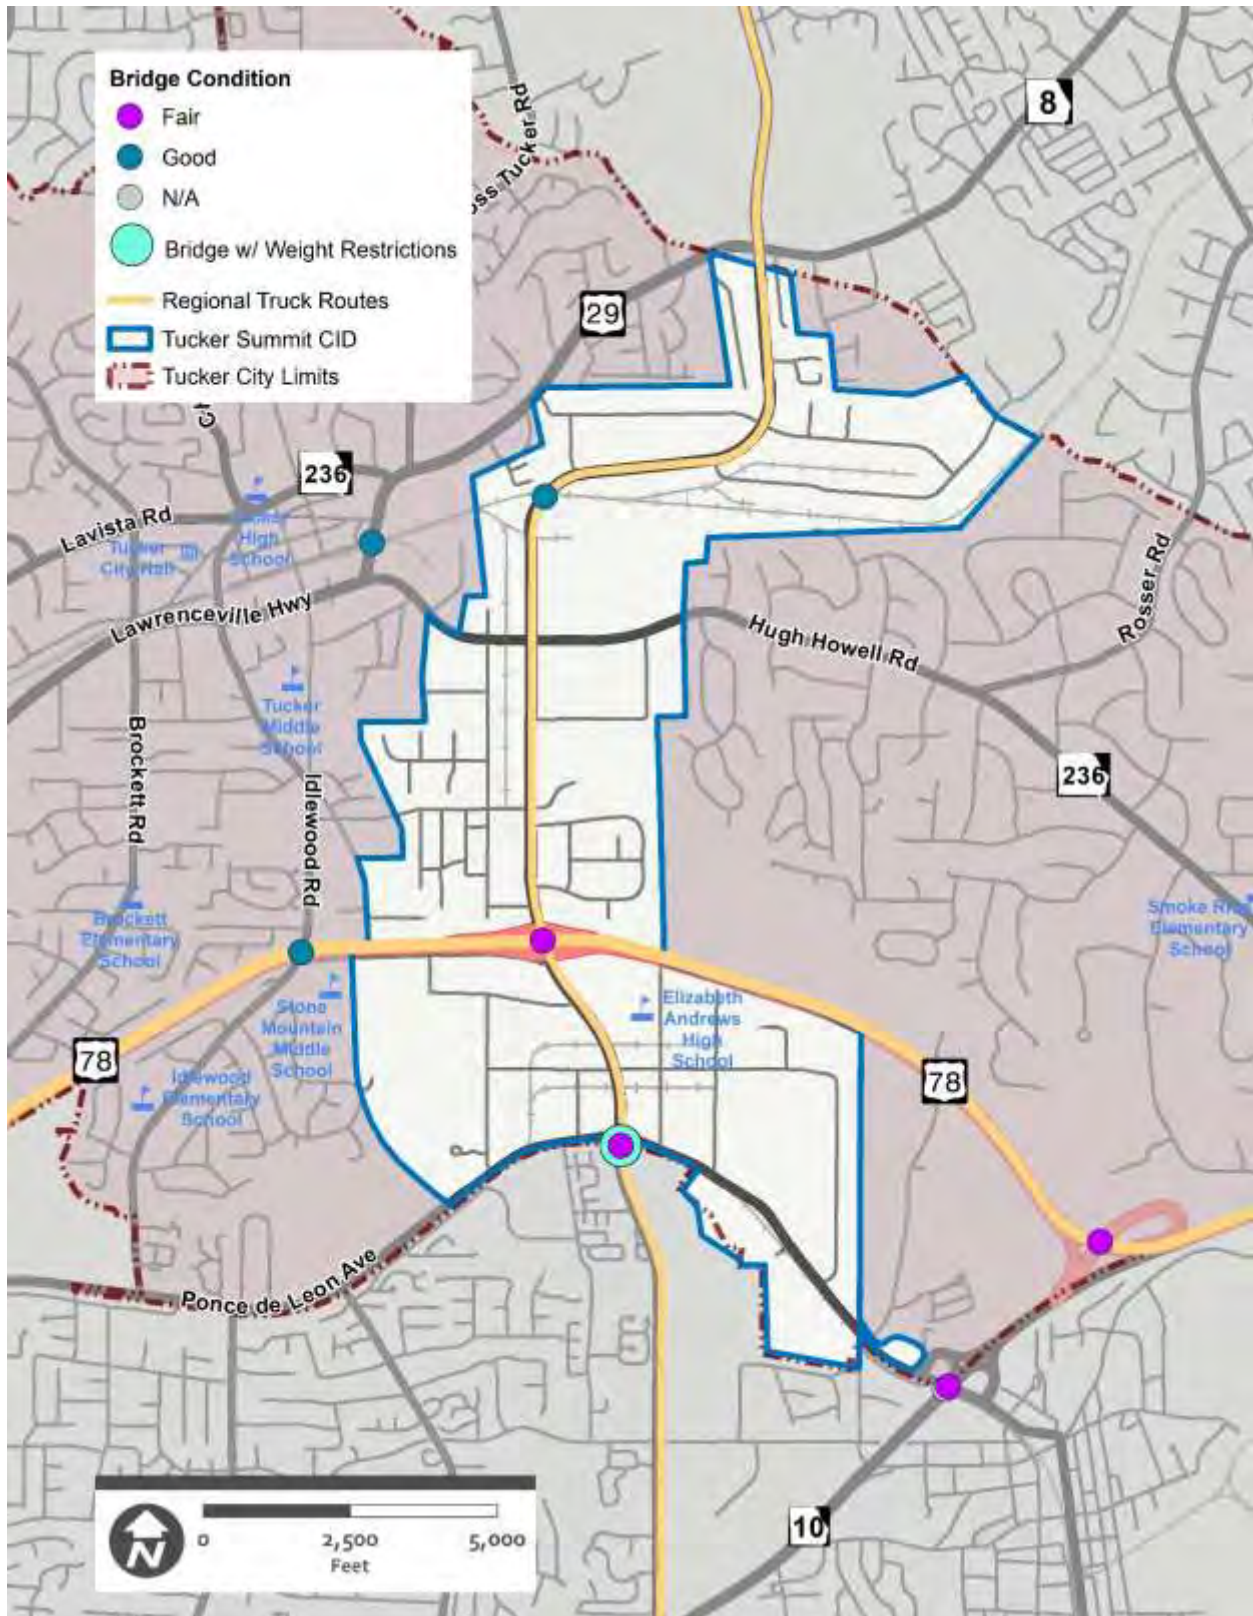 Bridge Condition
Fair
Good
N/A
Bridge w/ Weight Restrictions
Regional Truck Routes
Tucker Summit CID
Tucker City Limits
ss Tucker Rd
8
29
236
Lavista Rd
Tucker
City Hall
High
School
Lawrenceville Hwy
Hugh Howell Rd
Rosser Rd
Tucker
Middle
School
Brockett Rd
Idlewood Rd
236
Brockett
Elementary
School
Smoke Rise
Elementary
School
Stone
Mountain
Middle
School
Elizabeth
Andrews
High
School
78
78
Idlewood
Elementary
School
Ponce de Leon Ave
10
N
0
2,500
5,000
Feet